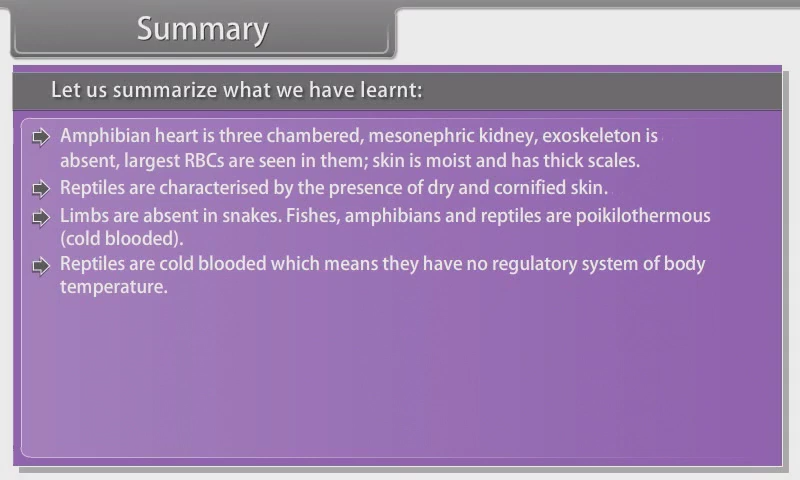 Summary
Let us summarize what we have learnt:
Amphibian heart is three chambered, mesonephric kidney, exoskeleton is
absent, largest RBCs are seen in them; skin is moist and has thick scales.
Reptiles are characterised by the presence of dry and cornified skin.
Limbs are absent in snakes. Fishes, amphibians and reptiles are poikilothermous
(cold blooded).
Reptiles are cold blooded which means they have no regulatory system of body
temperature.